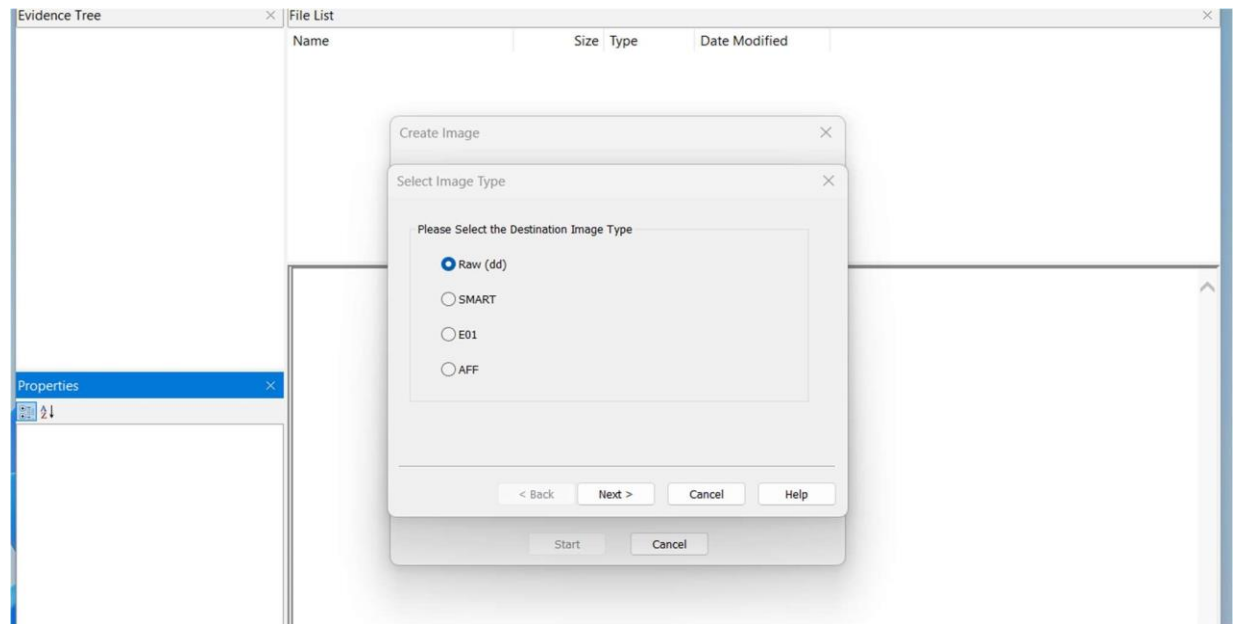 Evidence Tree
File List
Name Size Type Date Modified
Create Image
Select Image Type
Please Select the Destination Image Type
Raw (dd)
SMART
E01
AFF
Properties
< Back Next > Cancel Help
Start Cancel